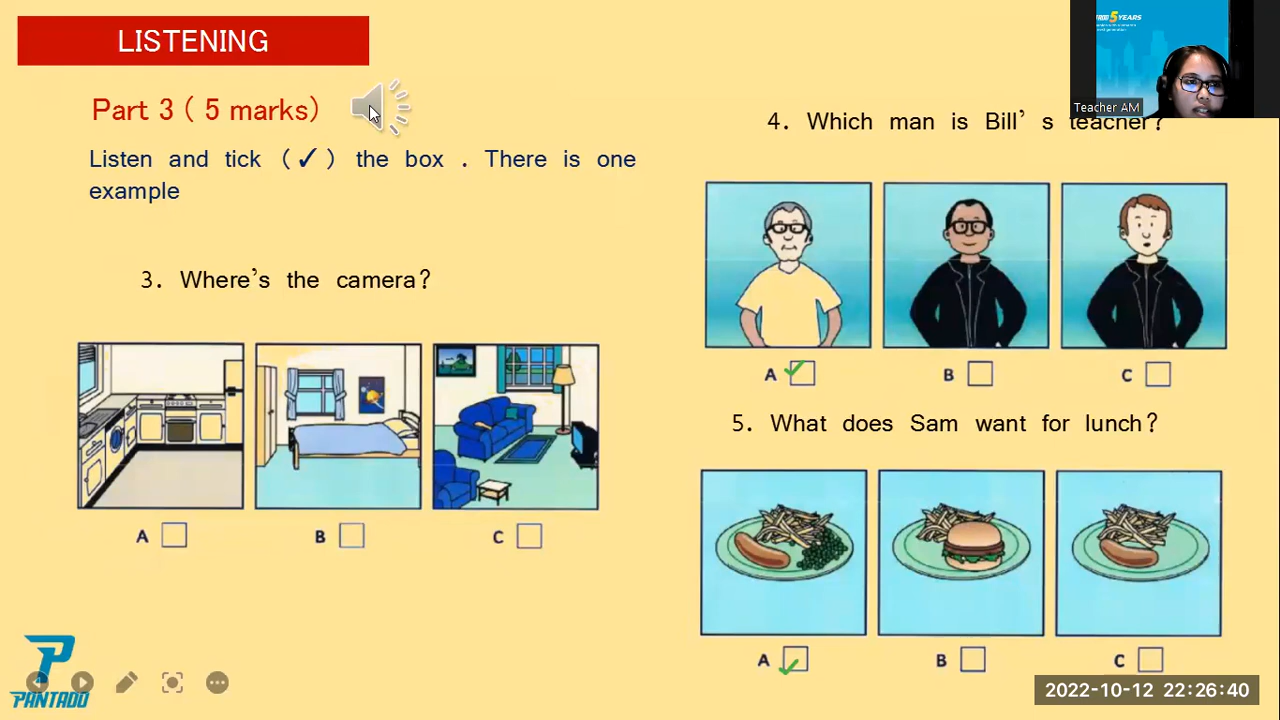 LISTENING
Part 3 ( 5 marks)
Listen and tick (✓) the box . There is one
example
3. Where's the camera?
A
B
C
5 YEARS
Teacher AM
4. Which man is Bill's teacher?
A
B
C
5. What does Sam want for lunch?
A
B
C
PANTADO
2022-10-12 22:26:40